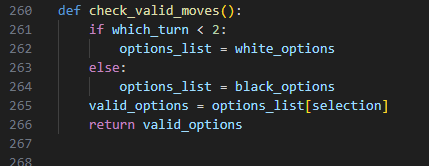 260 def check_valid_moves():
261     if which_turn < 2:
262         options_list = white_options
263     else:
264         options_list = black_options
265     valid_options = options_list[selection]
266     return valid_options
267
268